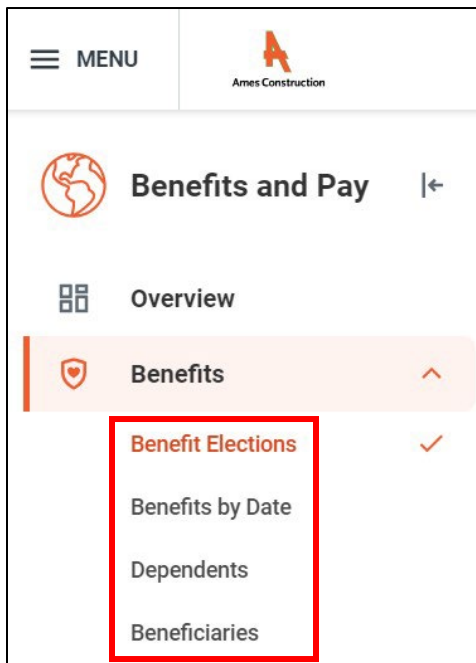 MENU
Ames Construction
Benefits and Pay
Overview
Benefits
Benefit Elections
Benefits by Date
Dependents
Beneficiaries